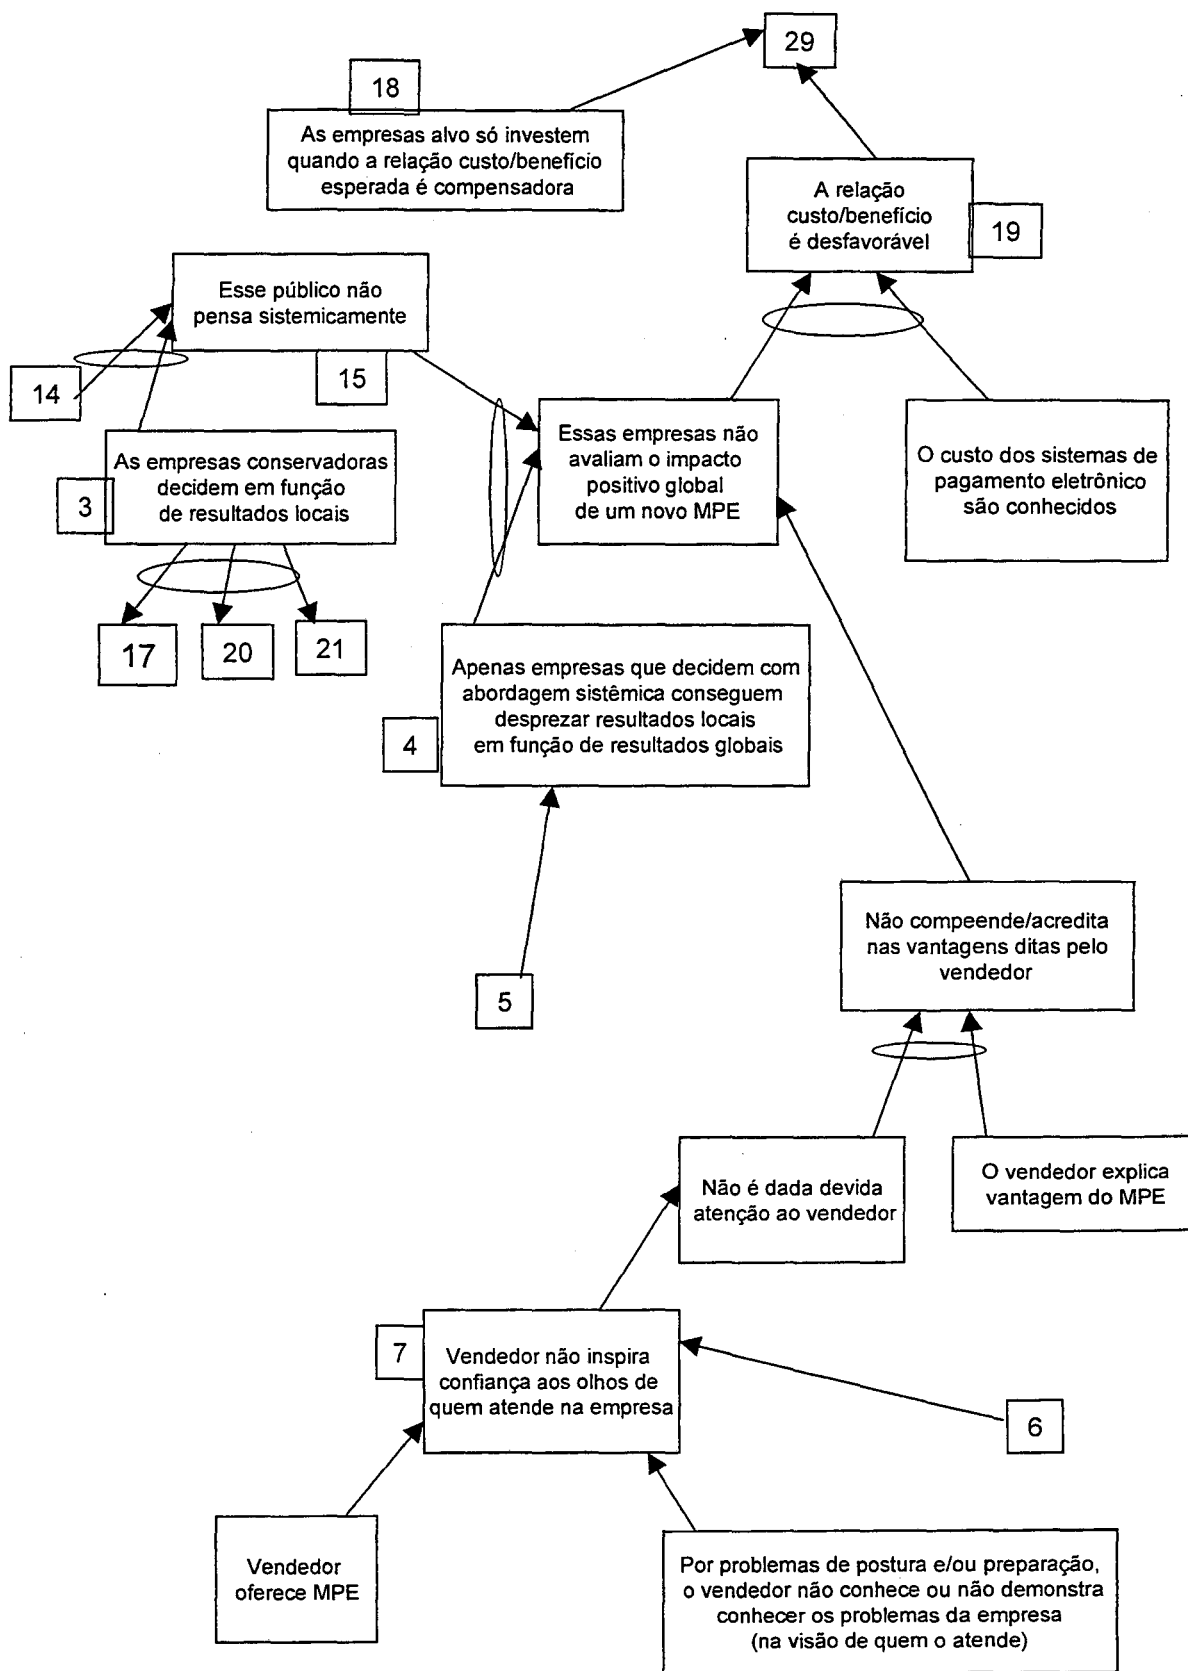 29
18
As empresas alvo só investem
quando a relação custo/benefício
esperada é compensadora
A relação
custo/benefício
é desfavorável
19
Esse público não
pensa sistemicamente
14
15
Essas empresas não
avaliam o impacto
positivo global
de um novo MPE
O custo dos sistemas de
pagamento eletrônico
são conhecidos
As empresas conservadoras
decidem em função
de resultados locais
3
17
20
21
Apenas empresas que decidem com
abordagem sistêmica conseguem
desprezar resultados locais
em função de resultados globais
4
5
Não compeende/acredita
nas vantagens ditas pelo
vendedor
Não é dada devida
atenção ao vendedor
O vendedor explica
vantagem do MPE
7
Vendedor não inspira
confiança aos olhos de
quem atende na empresa
6
Vendedor
oferece MPE
Por problemas de postura e/ou preparação,
o vendedor não conhece ou não demonstra
conhecer os problemas da empresa
(na visão de quem o atende)